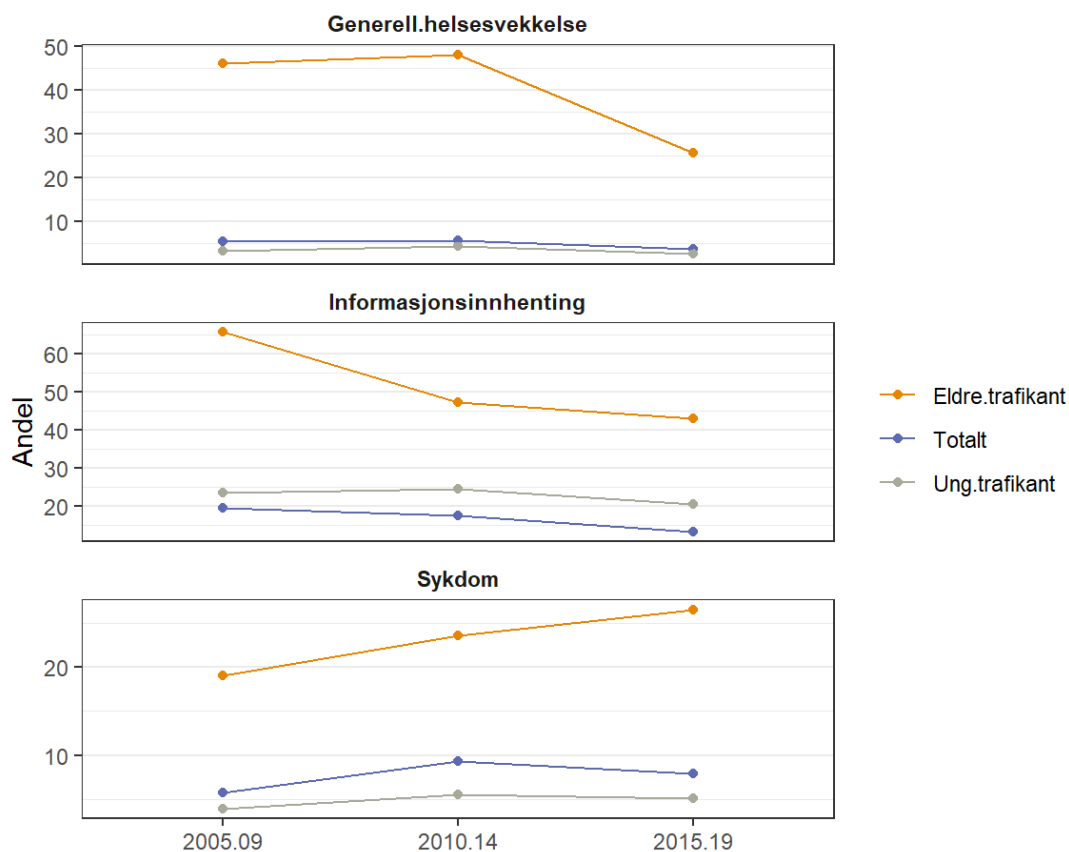 Generell.helsesvekkelse
50
40
30
20
10
Informasjonsinnhenting
60
50
40
30
20
Andel
Sykdom
20
10
2005.09 2010.14 2015.19
Eldre.trafikant
Totalt
Ung.trafikant